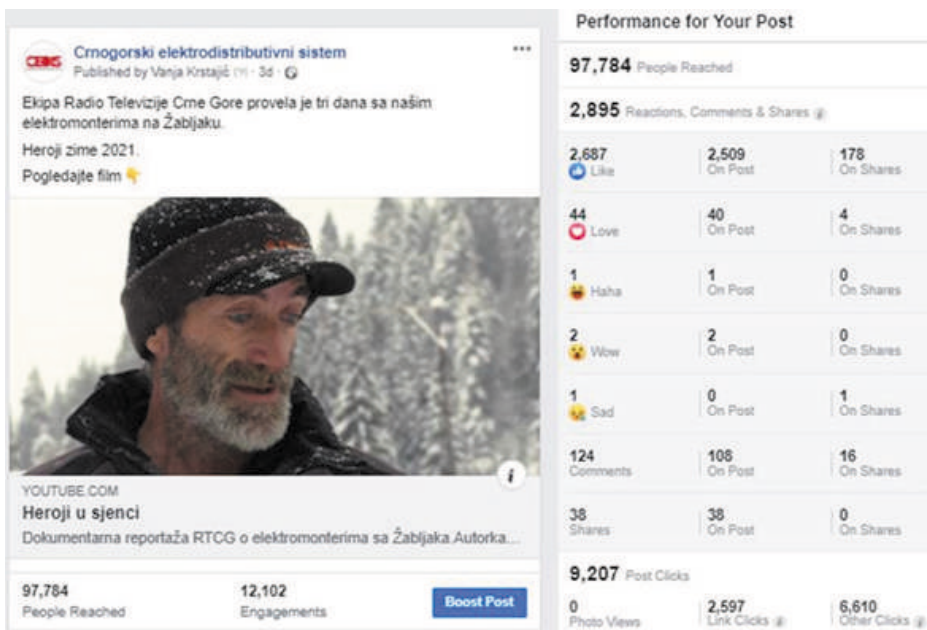 CEDIS
Crnogorski elektrodistributivni sistem
Published by Vanja Krstajić · 3d ·
Ekipa Radio Televizije Crne Gore provela je tri dana sa našim
elektromonterima na Žabljaku.
Heroji zime 2021.
Pogledajte film
YOUTUBE.COM
Heroji u sjenci
Dokumentarna reportaža RTCG o elektromonterima sa Žabljaka.Autorka...
97,784
People Reached
12,102
Engagements
Boost Post
Performance for Your Post
97,784 People Reached
2,895 Reactions, Comments & Shares
2,687 2,509 178
Like On Post On Shares
44 40 4
Love On Post On Shares
1 1 0
Haha On Post On Shares
2 2 0
Wow On Post On Shares
1 0 1
Sad On Post On Shares
124 108 16
Comments On Post On Shares
38 38 0
Shares On Post On Shares
9,207 Post Clicks
0 2,597 6,610
Photo Views Link Clicks Other Clicks